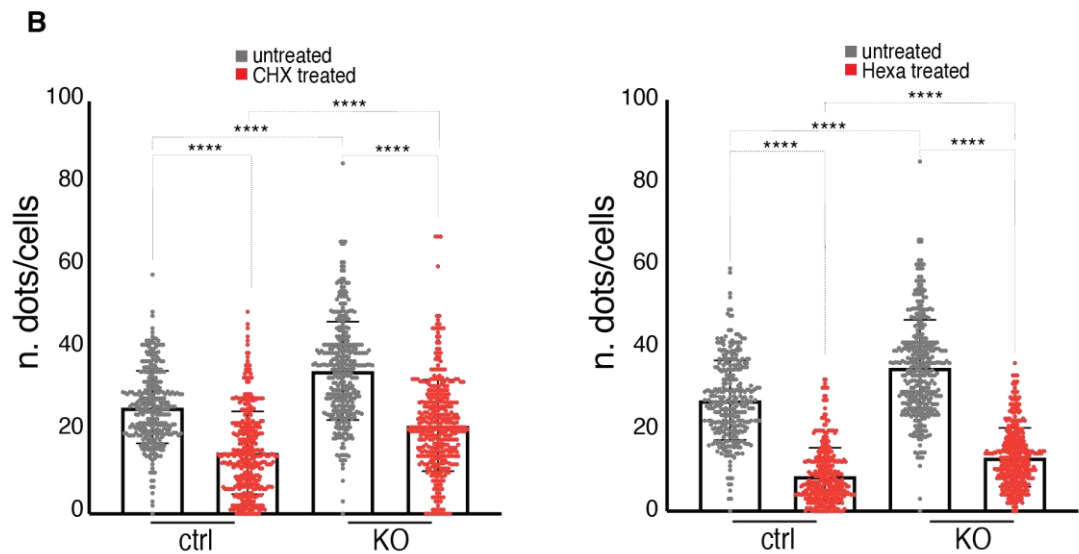 B
untreated
CHX treated
n. dots/cells
100
80
60
40
20
0
****
****
****
****
ctrl
KO
untreated
Hexa treated
n. dots/cells
100
80
60
40
20
0
****
****
****
****
ctrl
KO